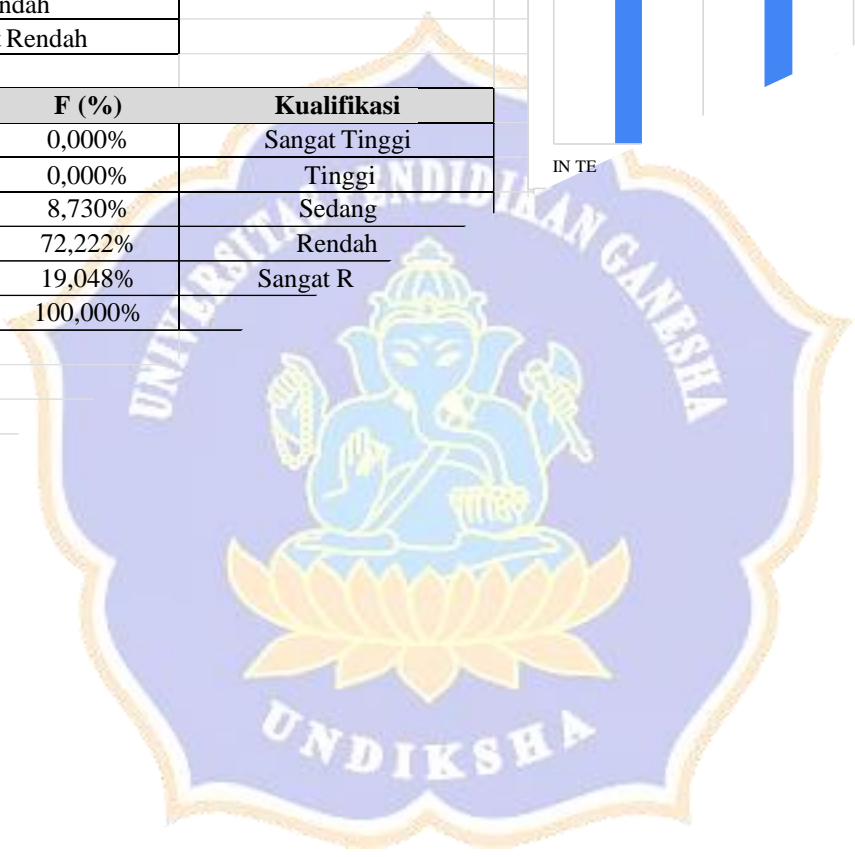 ndah
Rendah
F (%) Kualifikasi
0,000% Sangat Tinggi
0,000% Tinggi
8,730% Sedang
72,222% Rendah
19,048% Sangat R
100,000%
IN TE
UNIVERSITAS PENDIDIKAN GANESHA
UNDIKSHA